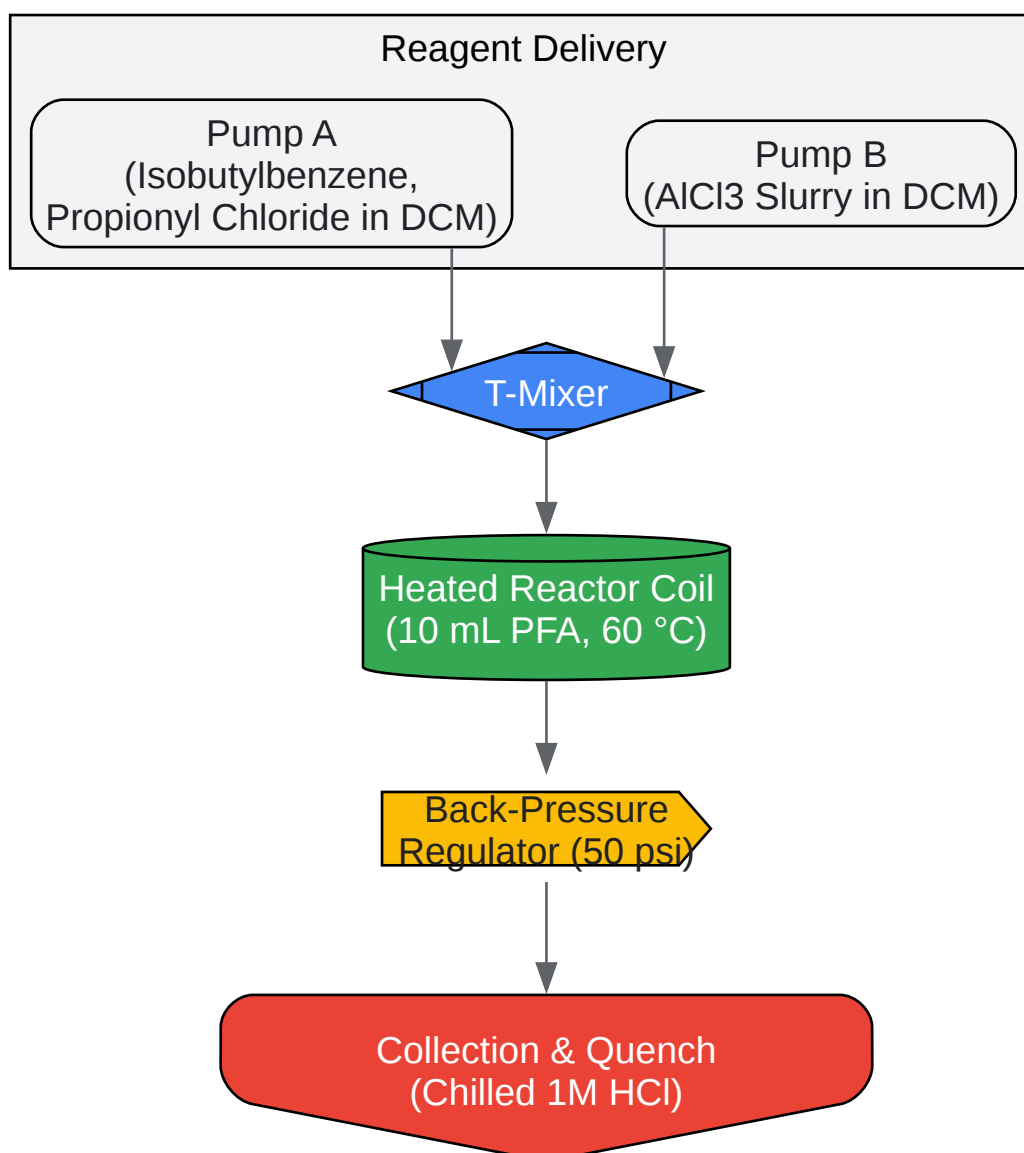 Reagent Delivery
Pump A
(Isobutylbenzene,
Propionyl Chloride in DCM)
Pump B
(AlCl3 Slurry in DCM)
T-Mixer
Heated Reactor Coil
(10 mL PFA, 60 °C)
Back-Pressure
Regulator (50 psi)
Collection & Quench
(Chilled 1M HCl)